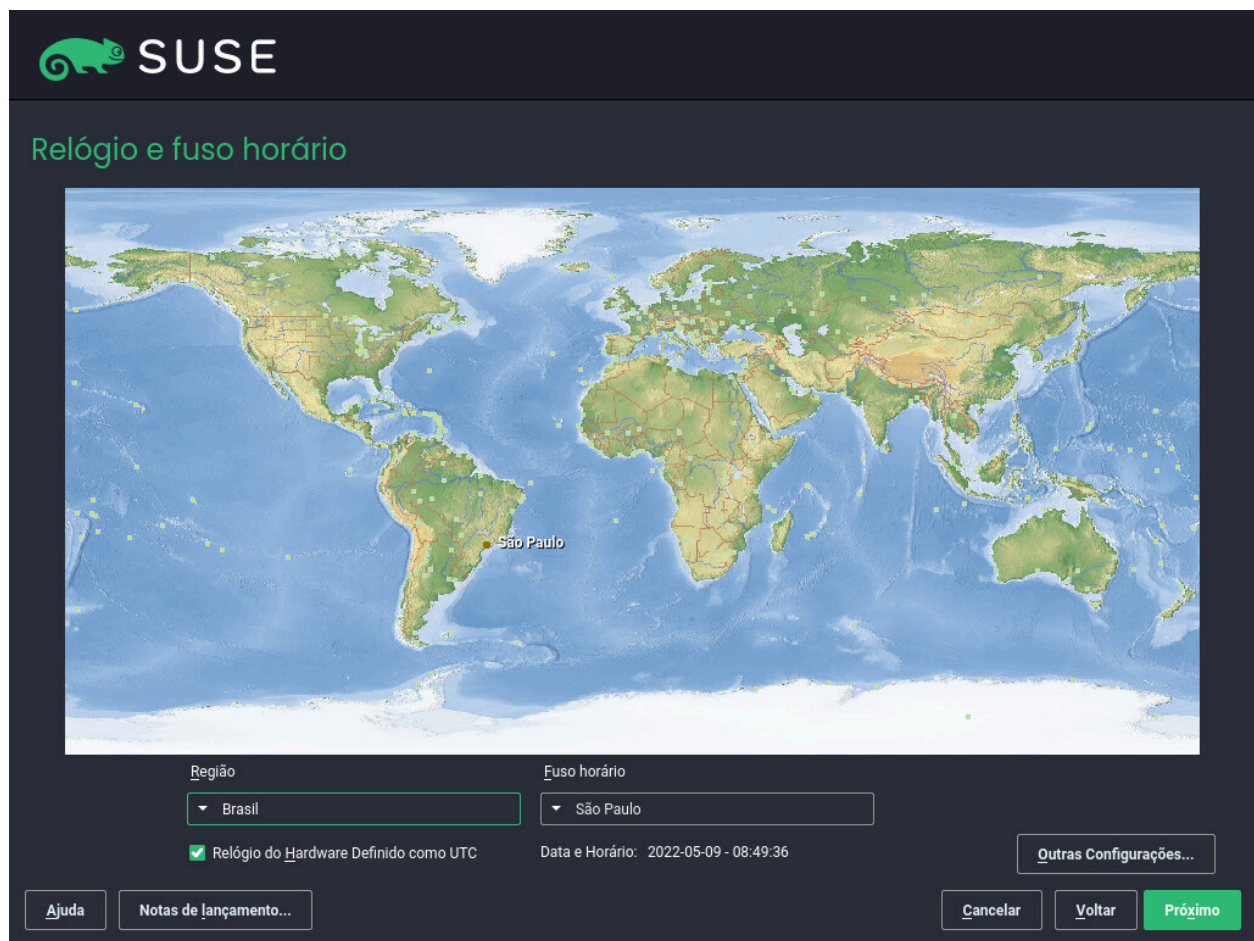 SUSE
Relógio e fuso horário
São Paulo
Região
Fuso horário
Brasil
São Paulo
Relógio do Hardware Definido como UTC
Data e Horário: 2022-05-09 - 08:49:36
Outras Configurações...
Ajuda
Notas de lançamento...
Cancelar
Voltar
Próximo